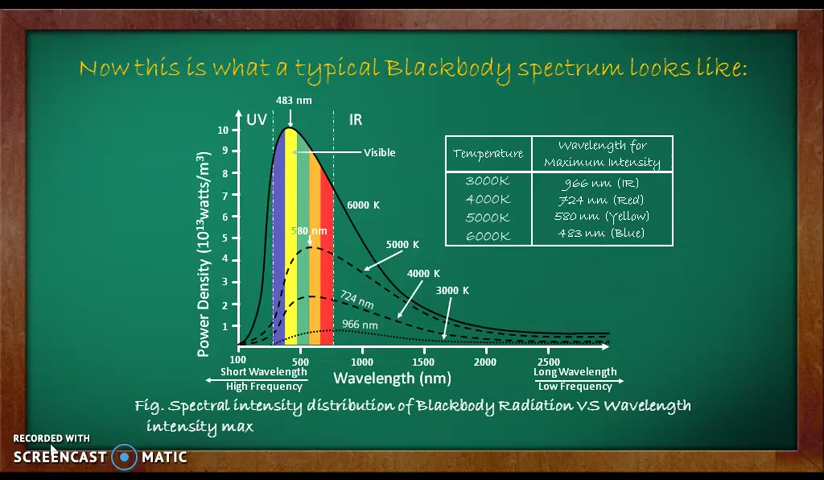 Now this is what a typical Blackbody spectrum looks like:
483 nm
UV
IR
Visible
10
9
8
7
6
5
4
3
2
1
Power Density (10¹³watts/m³)
6000 K
580 nm
5000 K
4000 K
3000 K
724 nm
966 nm
100
500
1000
1500
2000
2500
Wavelength (nm)
Short Wavelength
High Frequency
Long Wavelength
Low Frequency
Temperature
Wavelength for
Maximum Intensity
3000K 966 nm (IR)
4000K 724 nm (Red)
5000K 580 nm (Yellow)
6000K 483 nm (Blue)
Fig. Spectral intensity distribution of Blackbody Radiation VS Wavelength
intensity max
RECORDED WITH
SCREENCAST MATIC